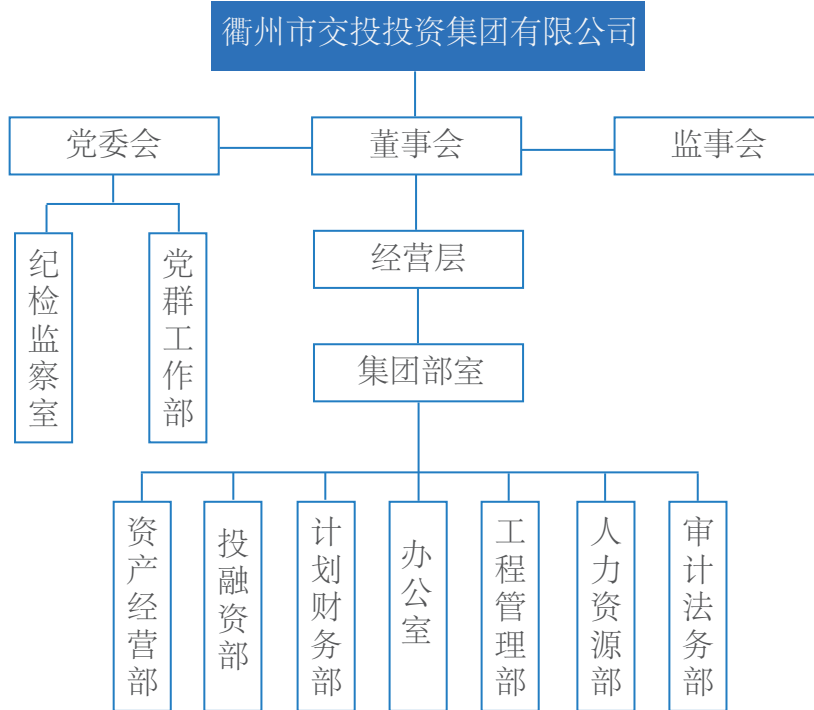 衢州市交投投资集团有限公司
党委会
董事会
监事会
纪检监察室
党群工作部
经营层
集团部室
资产经营部
投融资部
计划财务部
办公室
工程管理部
人力资源部
审计法务部